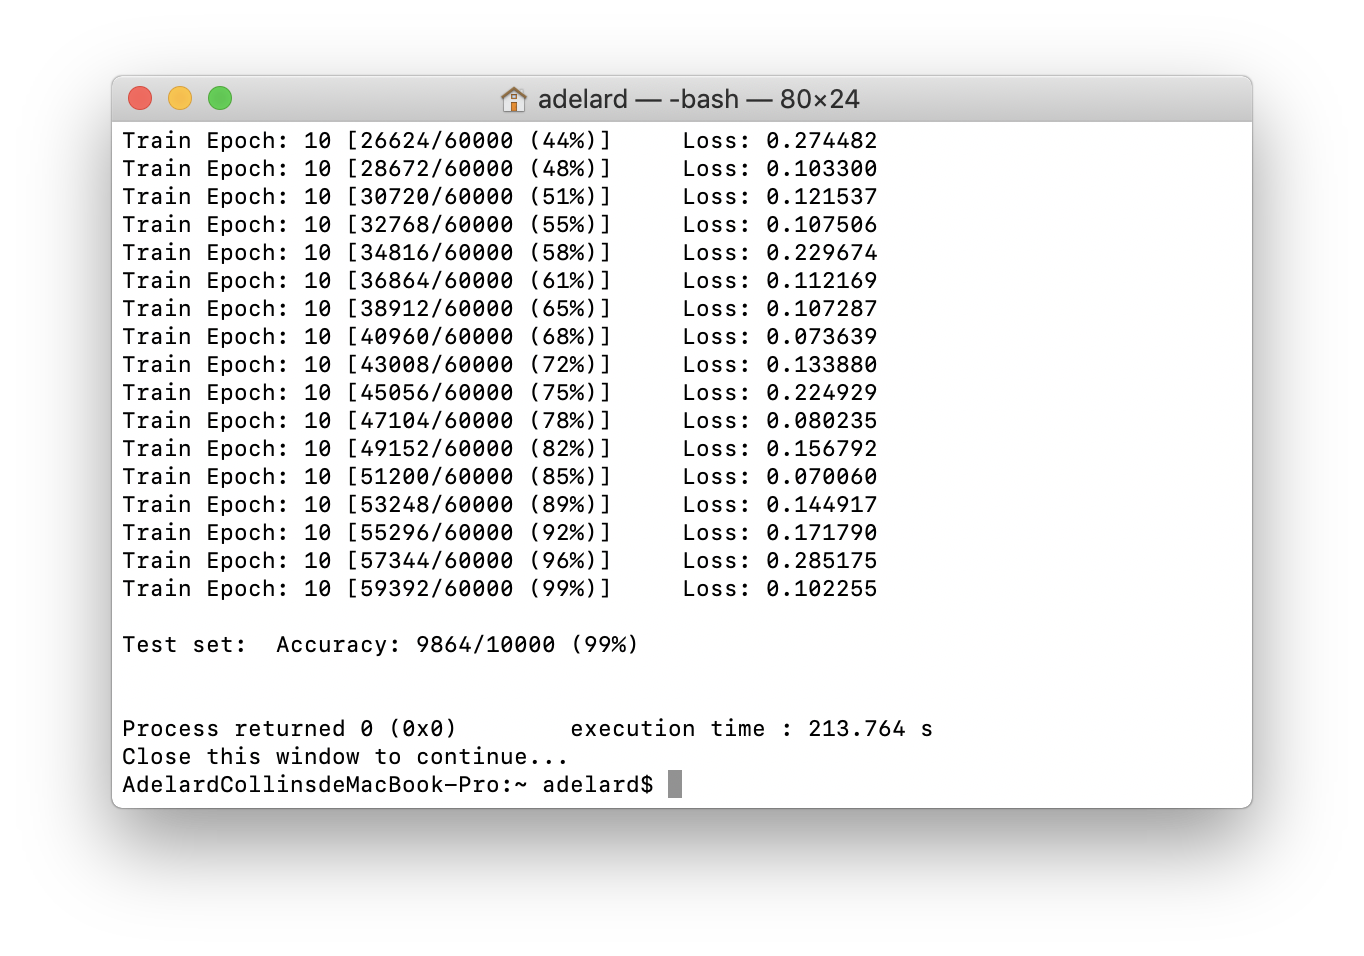 adelard — -bash — 80×24
Train Epoch: 10 [26624/60000 (44%)]     Loss: 0.274482
Train Epoch: 10 [28672/60000 (48%)]     Loss: 0.103300
Train Epoch: 10 [30720/60000 (51%)]     Loss: 0.121537
Train Epoch: 10 [32768/60000 (55%)]     Loss: 0.107506
Train Epoch: 10 [34816/60000 (58%)]     Loss: 0.229674
Train Epoch: 10 [36864/60000 (61%)]     Loss: 0.112169
Train Epoch: 10 [38912/60000 (65%)]     Loss: 0.107287
Train Epoch: 10 [40960/60000 (68%)]     Loss: 0.073639
Train Epoch: 10 [43008/60000 (72%)]     Loss: 0.133880
Train Epoch: 10 [45056/60000 (75%)]     Loss: 0.224929
Train Epoch: 10 [47104/60000 (78%)]     Loss: 0.080235
Train Epoch: 10 [49152/60000 (82%)]     Loss: 0.156792
Train Epoch: 10 [51200/60000 (85%)]     Loss: 0.070060
Train Epoch: 10 [53248/60000 (89%)]     Loss: 0.144917
Train Epoch: 10 [55296/60000 (92%)]     Loss: 0.171790
Train Epoch: 10 [57344/60000 (96%)]     Loss: 0.285175
Train Epoch: 10 [59392/60000 (99%)]     Loss: 0.102255
Test set:  Accuracy: 9864/10000 (99%)
Process returned 0 (0x0)        execution time : 213.764 s
Close this window to continue...
AdelardCollinsdeMacBook-Pro:~ adelard$